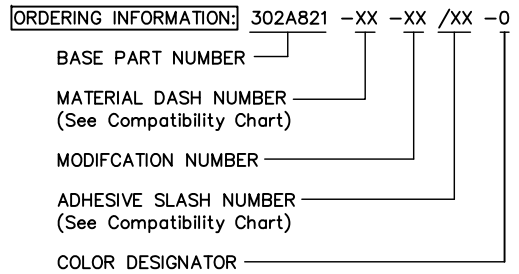 ORDERING INFORMATION: 302A821 -XX -XX /XX -0
BASE PART NUMBER
MATERIAL DASH NUMBER
(See Compatibility Chart)
MODIFCATION NUMBER
ADHESIVE SLASH NUMBER
(See Compatibility Chart)
COLOR DESIGNATOR